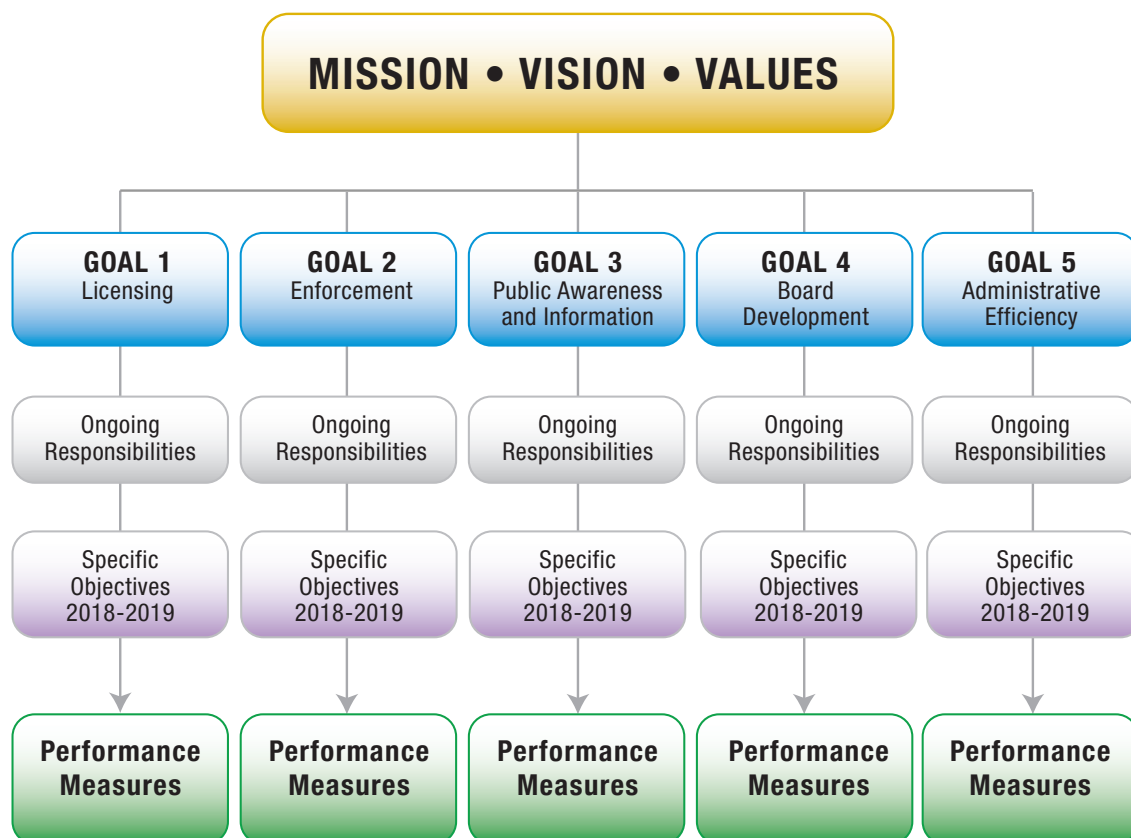 MISSION • VISION • VALUES
GOAL 1
Licensing
GOAL 2
Enforcement
GOAL 3
Public Awareness
and Information
GOAL 4
Board
Development
GOAL 5
Administrative
Efficiency
Ongoing
Responsibilities
Ongoing
Responsibilities
Ongoing
Responsibilities
Ongoing
Responsibilities
Ongoing
Responsibilities
Specific
Objectives
2018-2019
Specific
Objectives
2018-2019
Specific
Objectives
2018-2019
Specific
Objectives
2018-2019
Specific
Objectives
2018-2019
Performance
Measures
Performance
Measures
Performance
Measures
Performance
Measures
Performance
Measures